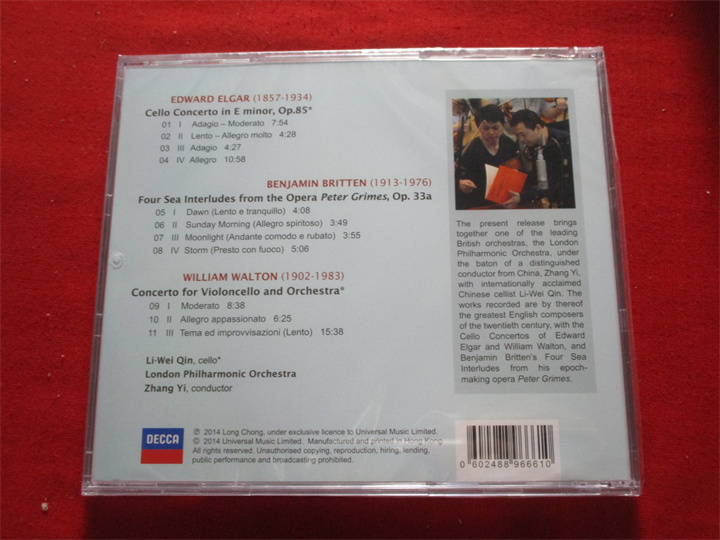 EDWARD ELGAR (1857-1934)
Cello Concerto in E minor, Op.85*
01 I Adagio – Moderato 7:54
02 II Lento – Allegro molto 4:28
03 III Adagio 4:27
04 IV Allegro 10:58
BENJAMIN BRITTEN (1913-1976)
Four Sea Interludes from the Opera Peter Grimes, Op. 33a
05 I Dawn (Lento e tranquillo) 4:08
06 II Sunday Morning (Allegro spiritoso) 3:49
07 III Moonlight (Andante comodo e rubato) 3:55
08 IV Storm (Presto con fuoco) 5:06
WILLIAM WALTON (1902-1983)
Concerto for Violoncello and Orchestra*
09 I Moderato 8:38
10 II Allegro appassionato 6:25
11 III Tema ed improvvisazioni (Lento) 15:38
Li-Wei Qin, cello*
London Philharmonic Orchestra
Zhang Yi, conductor
The present release brings
together one of the leading
British orchestras, the London
Philharmonic Orchestra, under
the baton of a distinguished
conductor from China, Zhang Yi,
with internationally acclaimed
Chinese cellist Li-Wei Qin. The
works recorded are by thereof
the greatest English composers
of the twentieth century, with the
Cello Concertos of Edward
Elgar and William Walton, and
Benjamin Britten's Four Sea
Interludes from his epoch-
making opera Peter Grimes.
DECCA
℗ 2014 Long Chong, under exclusive licence to Universal Music Limited.
© 2014 Universal Music Limited. Manufactured and printed in Hong Kong
All rights reserved. Unauthorised copying, reproduction, hiring, lending,
public performance and broadcasting prohibited.
0 602488 966610